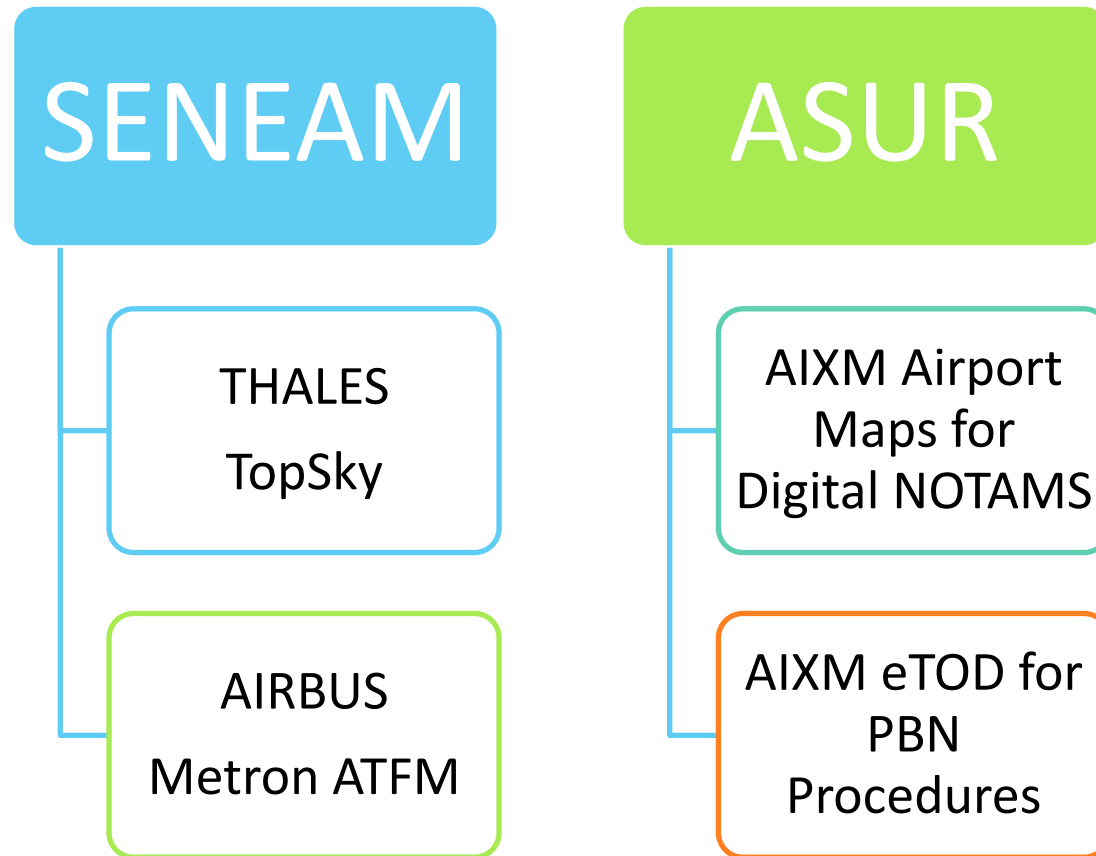 SENEAM
THALES
TopSky
AIRBUS
Metron ATFM
ASUR
AIXM Airport
Maps for
Digital NOTAMS
AIXM eTOD for
PBN
Procedures